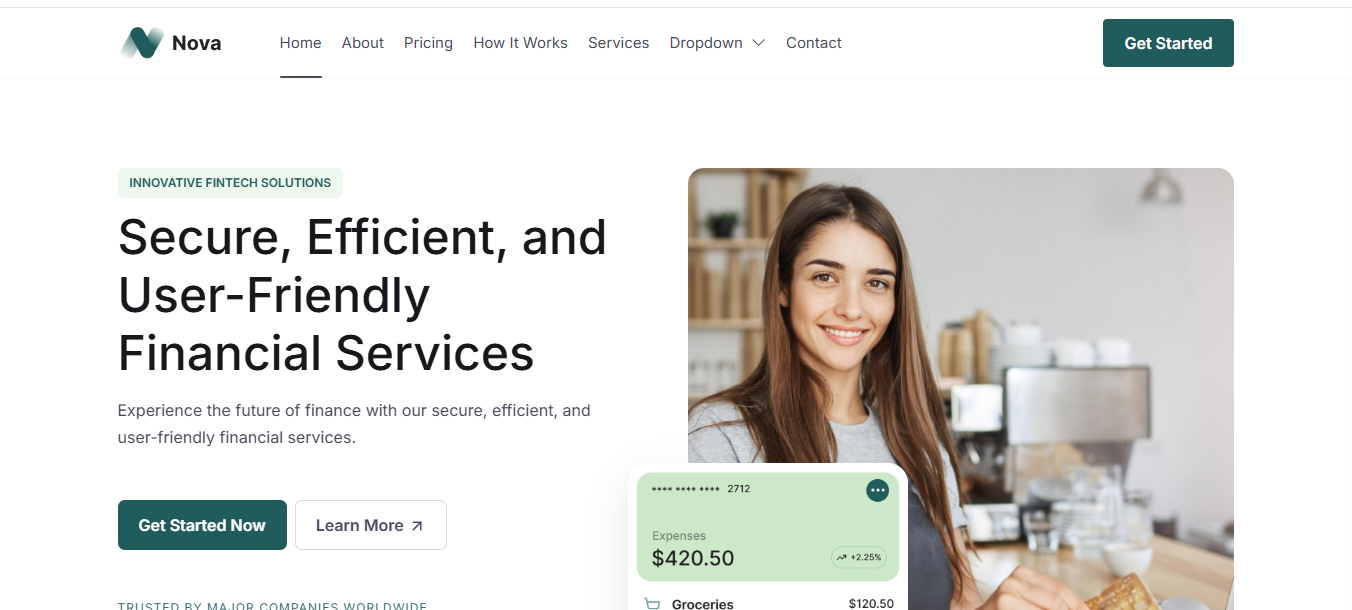 Nova
Home About Pricing How It Works Services Dropdown Contact
Get Started
INNOVATIVE FINTECH SOLUTIONS
Secure, Efficient, and
User-Friendly
Financial Services
Experience the future of finance with our secure, efficient, and
user-friendly financial services.
Get Started Now
Learn More
TRUSTED BY MAJOR COMPANIES WORLDWIDE
**** **** **** 2712
Expenses
$420.50
+2.25%
Groceries
$120.50